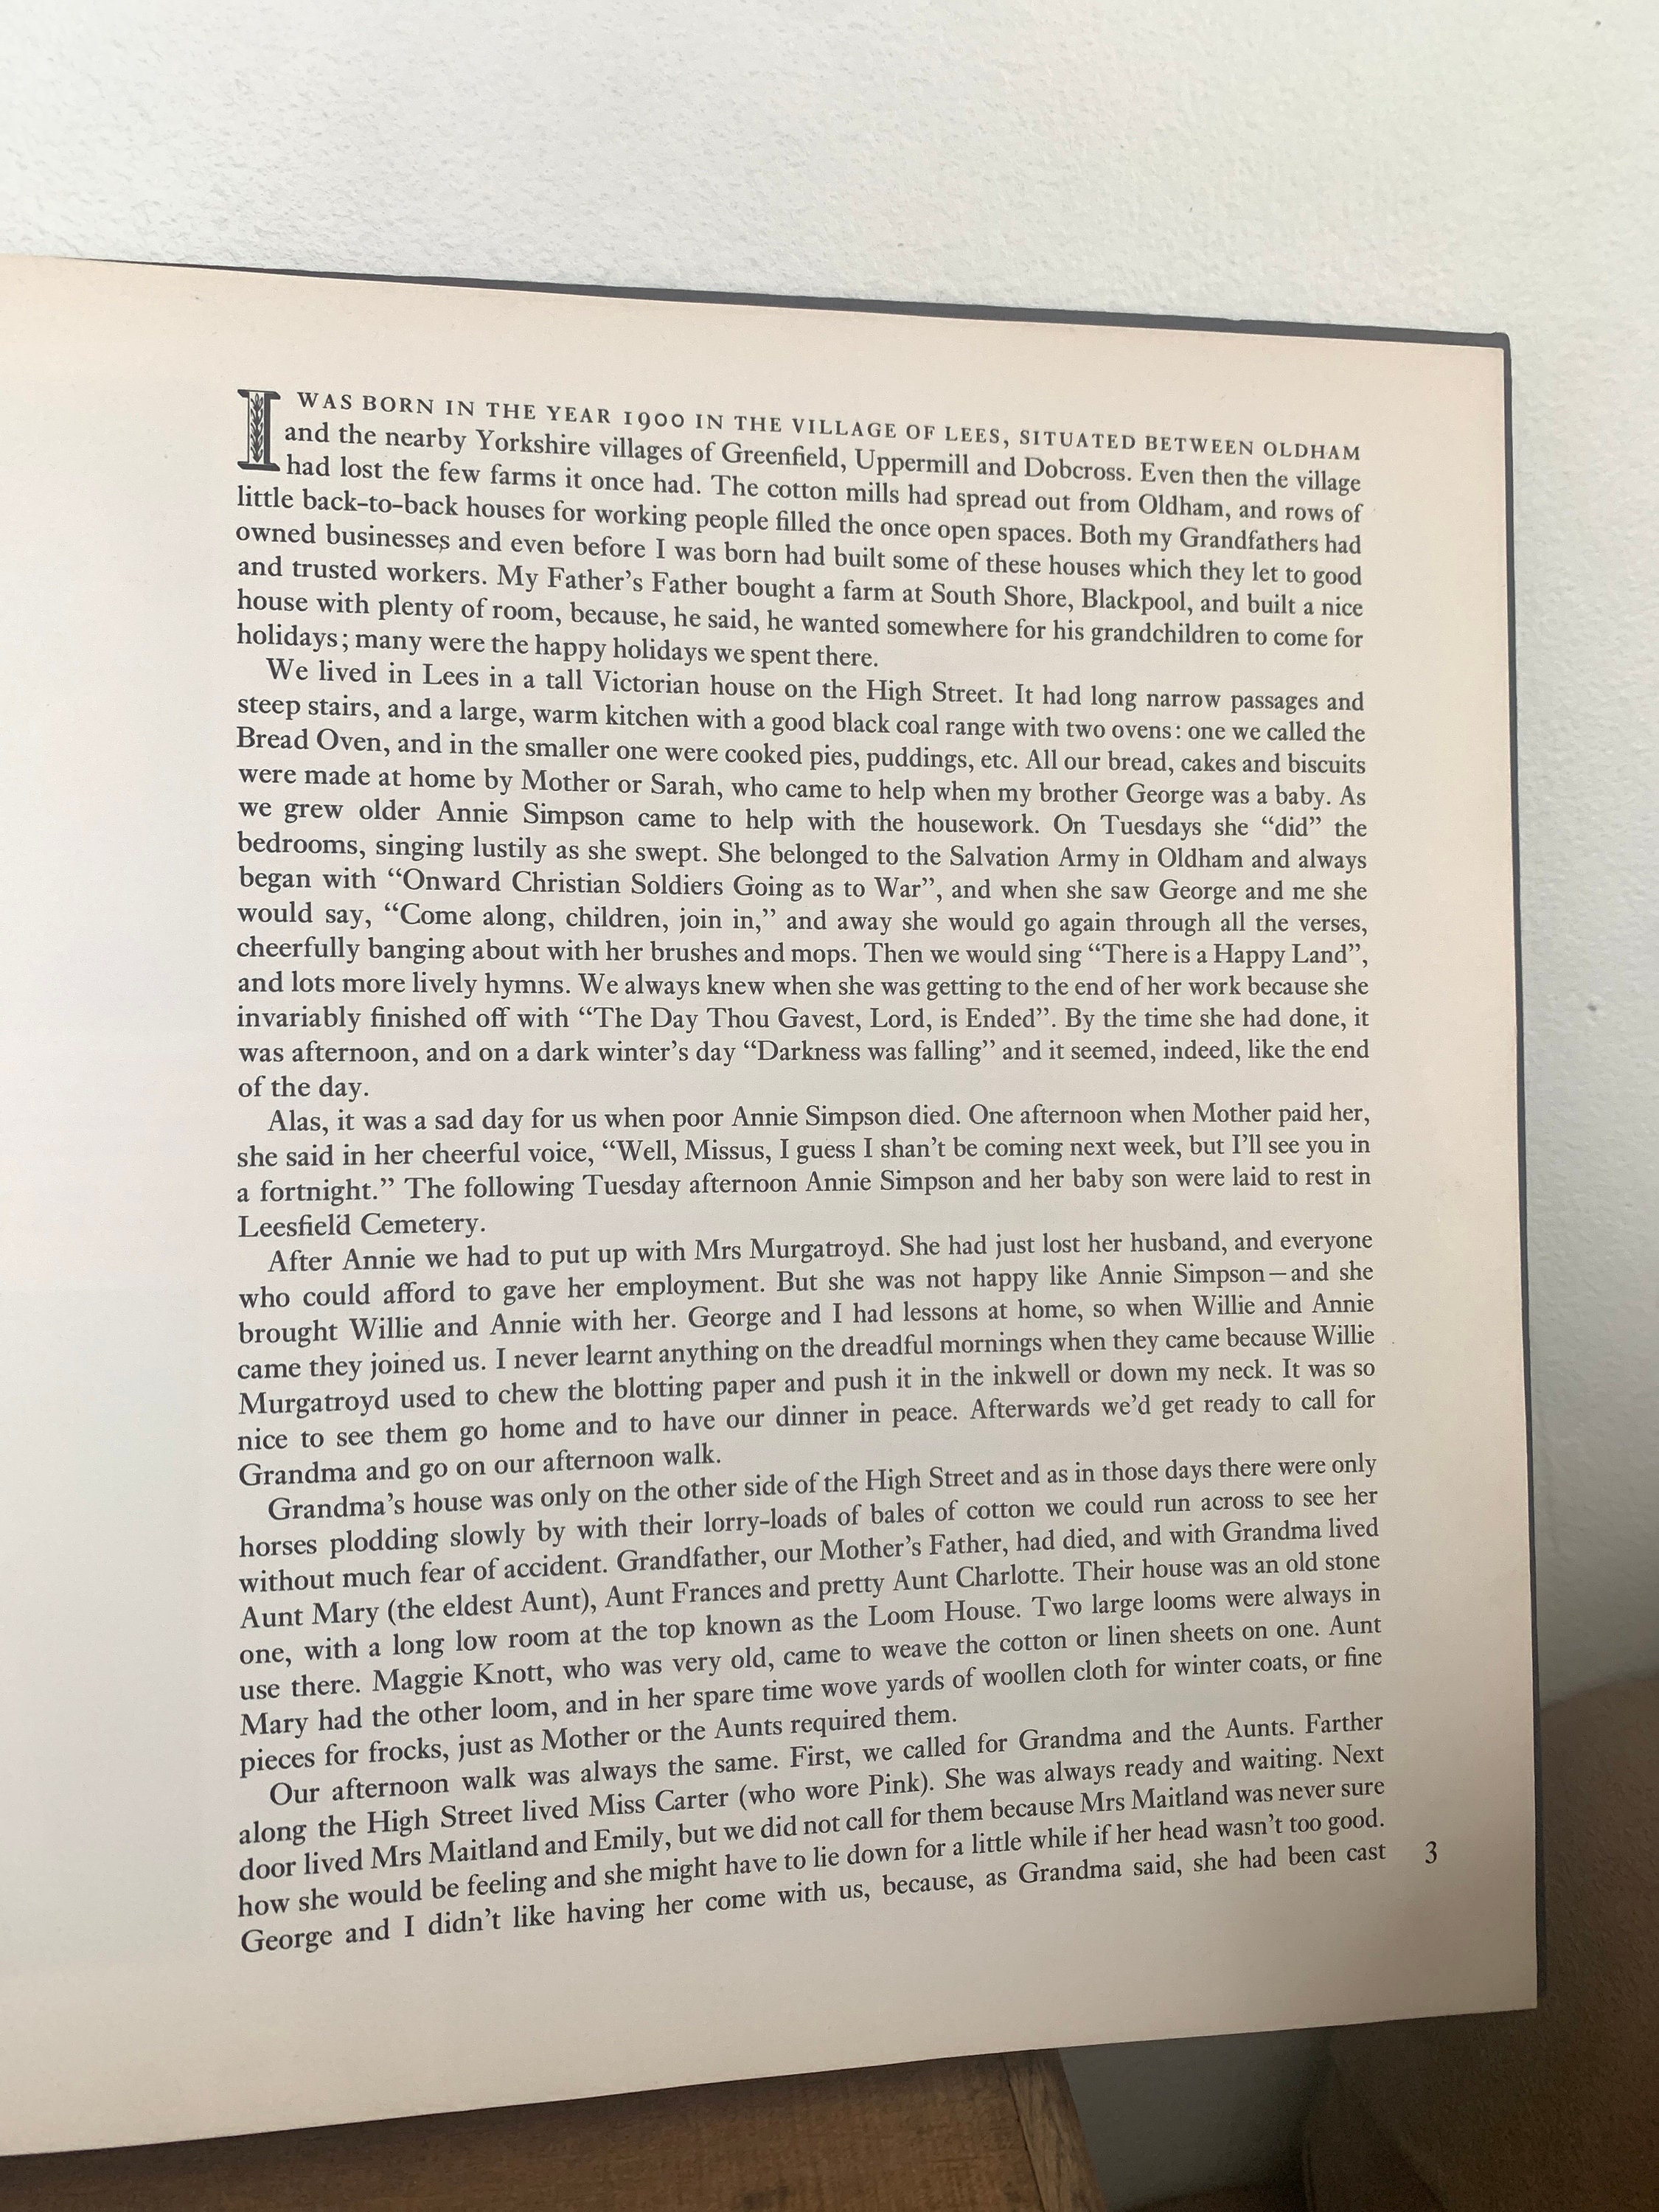 I WAS BORN IN THE YEAR 1900 IN THE VILLAGE OF LEES, SITUATED BETWEEN OLDHAM
and the nearby Yorkshire villages of Greenfield, Uppermill and Dobcross. Even then the village
had lost the few farms it once had. The cotton mills had spread out from Oldham, and rows of
little back-to-back houses for working people filled the once open spaces. Both my Grandfathers had
owned businesses and even before I was born had built some of these houses which they let to good
and trusted workers. My Father's Father bought a farm at South Shore, Blackpool, and built a nice
house with plenty of room, because, he said, he wanted somewhere for his grandchildren to come for
holidays; many were the happy holidays we spent there.
We lived in Lees in a tall Victorian house on the High Street. It had long narrow passages and
steep stairs, and a large, warm kitchen with a good black coal range with two ovens: one we called the
Bread Oven, and in the smaller one were cooked pies, puddings, etc. All our bread, cakes and biscuits
were made at home by Mother or Sarah, who came to help when my brother George was a baby. As
we grew older Annie Simpson came to help with the housework. On Tuesdays she “did” the
bedrooms, singing lustily as she swept. She belonged to the Salvation Army in Oldham and always
began with “Onward Christian Soldiers Going as to War”, and when she saw George and me she
would say, “Come along, children, join in,” and away she would go again through all the verses,
cheerfully banging about with her brushes and mops. Then we would sing “There is a Happy Land”,
and lots more lively hymns. We always knew when she was getting to the end of her work because she
invariably finished off with “The Day Thou Gavest, Lord, is Ended”. By the time she had done, it
was afternoon, and on a dark winter's day “Darkness was falling” and it seemed, indeed, like the end
of the day.
Alas, it was a sad day for us when poor Annie Simpson died. One afternoon when Mother paid her,
she said in her cheerful voice, “Well, Missus, I guess I shan't be coming next week, but I'll see you in
a fortnight.” The following Tuesday afternoon Annie Simpson and her baby son were laid to rest in
Leesfield Cemetery.
After Annie we had to put up with Mrs Murgatroyd. She had just lost her husband, and everyone
who could afford to gave her employment. But she was not happy like Annie Simpson—and she
brought Willie and Annie with her. George and I had lessons at home, so when Willie and Annie
came they joined us. I never learnt anything on the dreadful mornings when they came because Willie
Murgatroyd used to chew the blotting paper and push it in the inkwell or down my neck. It was so
nice to see them go home and to have our dinner in peace. Afterwards we'd get ready to call for
Grandma and go on our afternoon walk.
Grandma's house was only on the other side of the High Street and as in those days there were only
horses plodding slowly by with their lorry-loads of bales of cotton we could run across to see her
without much fear of accident. Grandfather, our Mother's Father, had died, and with Grandma lived
Aunt Mary (the eldest Aunt), Aunt Frances and pretty Aunt Charlotte. Their house was an old stone
one, with a long low room at the top known as the Loom House. Two large looms were always in
use there. Maggie Knott, who was very old, came to weave the cotton or linen sheets on one. Aunt
Mary had the other loom, and in her spare time wove yards of woollen cloth for winter coats, or fine
pieces for frocks, just as Mother or the Aunts required them.
Our afternoon walk was always the same. First, we called for Grandma and the Aunts. Farther
along the High Street lived Miss Carter (who wore Pink). She was always ready and waiting. Next
door lived Mrs Maitland and Emily, but we did not call for them because Mrs Maitland was never sure
how she would be feeling and she might have to lie down for a little while if her head wasn't too good.
George and I didn't like having her come with us, because, as Grandma said, she had been cast
3